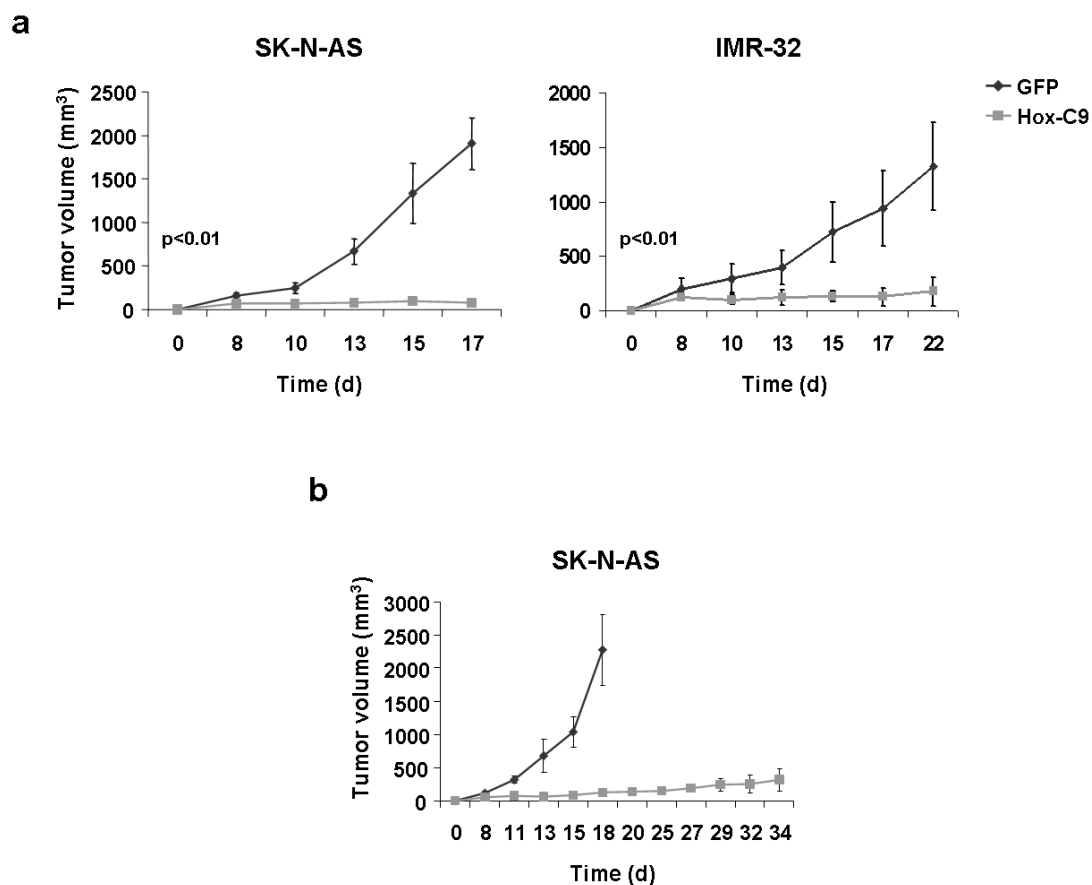 a
SK-N-AS
Tumor volume (mm³)
2500
2000
1500
1000
500
0
p<0.01
0 8 10 13 15 17
Time (d)
IMR-32
2000
1500
1000
500
0
p<0.01
0 8 10 13 15 17 22
Time (d)
GFP
Hox-C9
b
SK-N-AS
Tumor volume (mm³)
3000
2500
2000
1500
1000
500
0
0 8 11 13 15 18 20 25 27 29 32 34
Time (d)